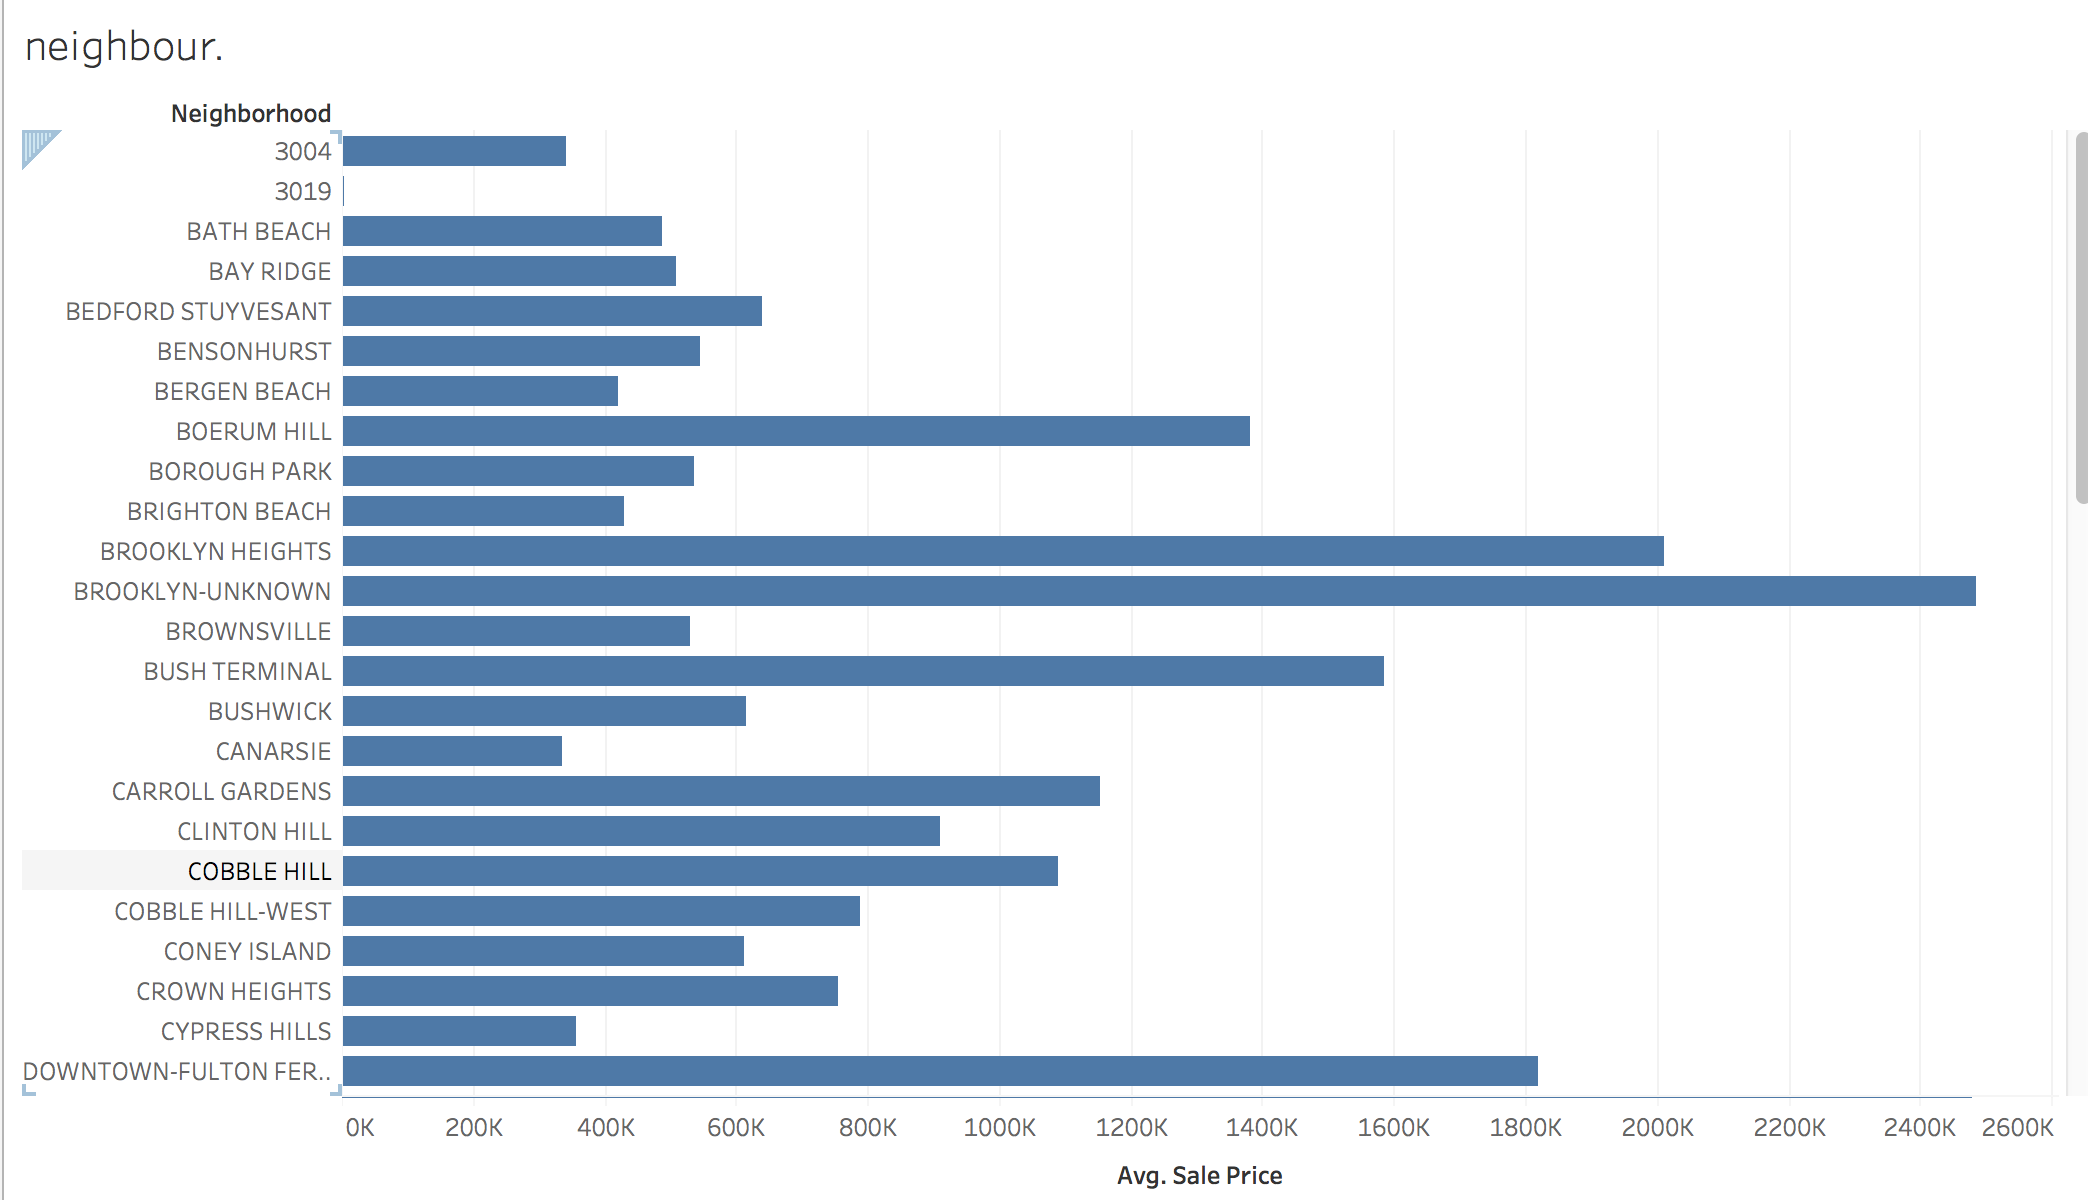 neighbour.
Neighborhood
3004
3019
BATH BEACH
BAY RIDGE
BEDFORD STUYVESANT
BENSONHURST
BERGEN BEACH
BOERUM HILL
BOROUGH PARK
BRIGHTON BEACH
BROOKLYN HEIGHTS
BROOKLYN-UNKNOWN
BROWNSVILLE
BUSH TERMINAL
BUSHWICK
CANARSIE
CARROLL GARDENS
CLINTON HILL
COBBLE HILL
COBBLE HILL-WEST
CONEY ISLAND
CROWN HEIGHTS
CYPRESS HILLS
DOWNTOWN-FULTON FER..
0K 200K 400K 600K 800K 1000K 1200K 1400K 1600K 1800K 2000K 2200K 2400K 2600K
Avg. Sale Price